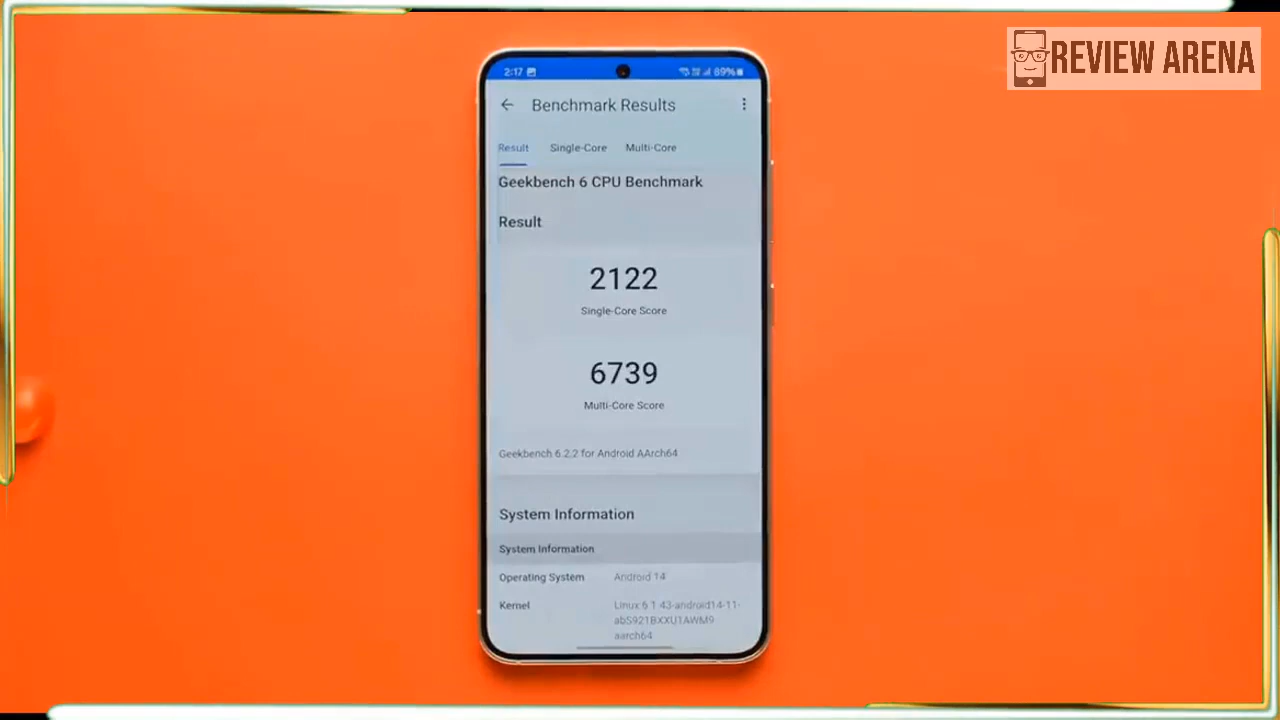 REVIEW ARENA
2:17
89%
Benchmark Results
Result Single-Core Multi-Core
Geekbench 6 CPU Benchmark
Result
2122
Single-Core Score
6739
Multi-Core Score
Geekbench 6.2.2 for Android AArch64
System Information
System Information
Operating System Android 14
Kernel Linux 6.1.43-android14-11-
abS921BXXU1AWM9
aarch64